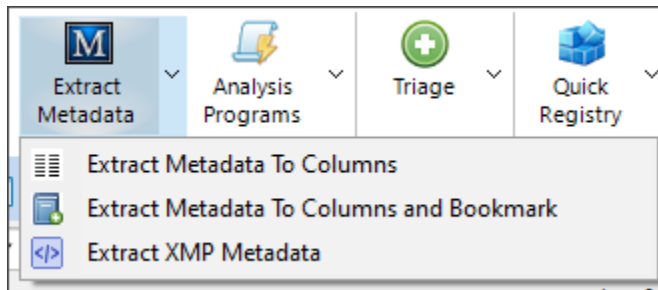 M
Extract
Metadata
Analysis
Programs
Triage
Quick
Registry
Extract Metadata To Columns
Extract Metadata To Columns and Bookmark
</> Extract XMP Metadata